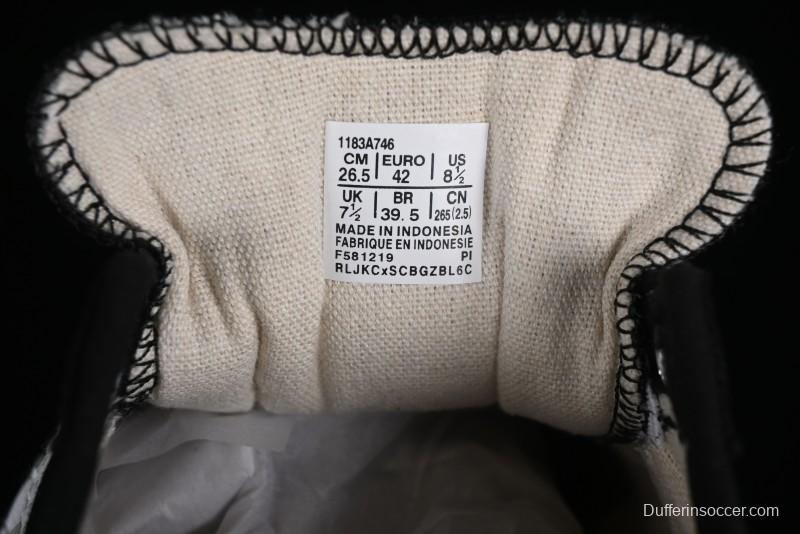 1183A746
CM EURO US
26.5 42 8½
UK BR CN
7½ 39.5 265(2.5)
MADE IN INDONESIA
FABRIQUE EN INDONESIE
F581219 PI
RLJKCxSCBGZBL6C
Dufferinsoccer.com